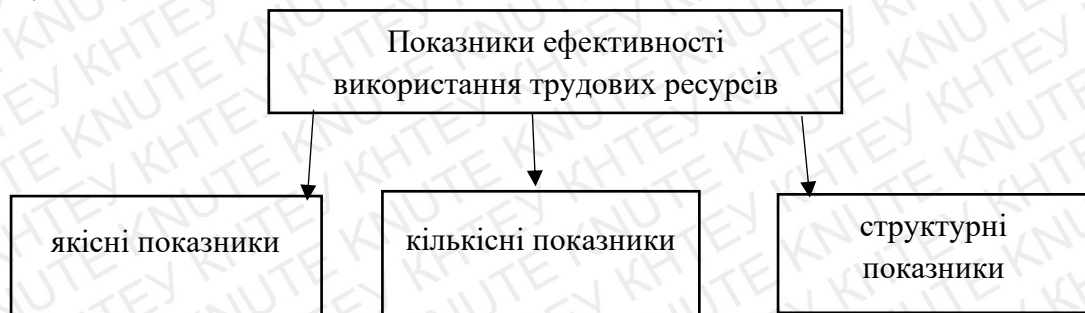 Показники ефективності
використання трудових ресурсів
якісні показники
кількісні показники
структурні
показники